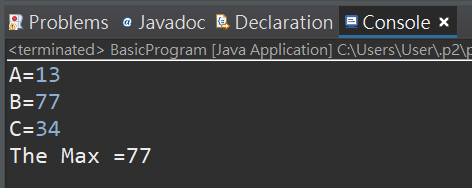 Problems @ Javadoc Declaration Console
<terminated> BasicProgram [Java Application] C:\Users\User\.p2\p
A=13
B=77
C=34
The Max =77